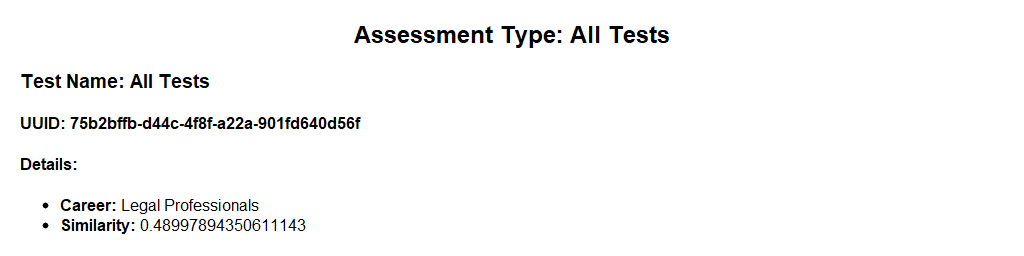 Assessment Type: All Tests
Test Name: All Tests
UUID: 75b2bffb-d44c-4f8f-a22a-901fd640d56f
Details:
• Career: Legal Professionals
• Similarity: 0.48997894350611143